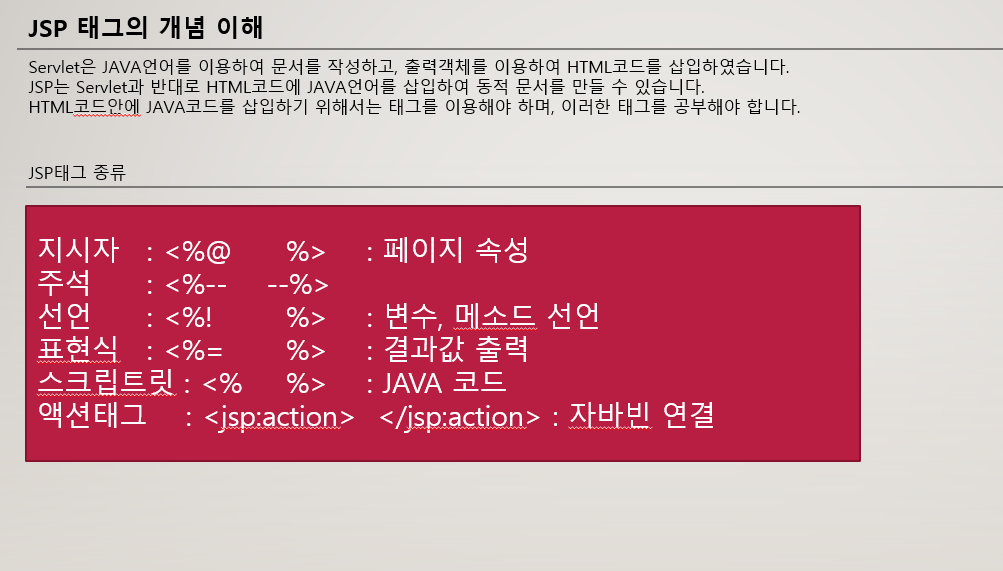 JSP 태그의 개념 이해
Servlet은 JAVA언어를 이용하여 문서를 작성하고, 출력객체를 이용하여 HTML코드를 삽입하였습니다.
JSP는 Servlet과 반대로 HTML코드에 JAVA언어를 삽입하여 동적 문서를 만들 수 있습니다.
HTML코드안에 JAVA코드를 삽입하기 위해서는 태그를 이용해야 하며, 이러한 태그를 공부해야 합니다.
JSP태그 종류
지시자 : <%@ %> : 페이지 속성
주석 : <%-- --%>
선언 : <%! %> : 변수, 메소드 선언
표현식 : <%= %> : 결과값 출력
스크립트릿 : <% %> : JAVA 코드
액션태그 : <jsp:action> </jsp:action> : 자바빈 연결